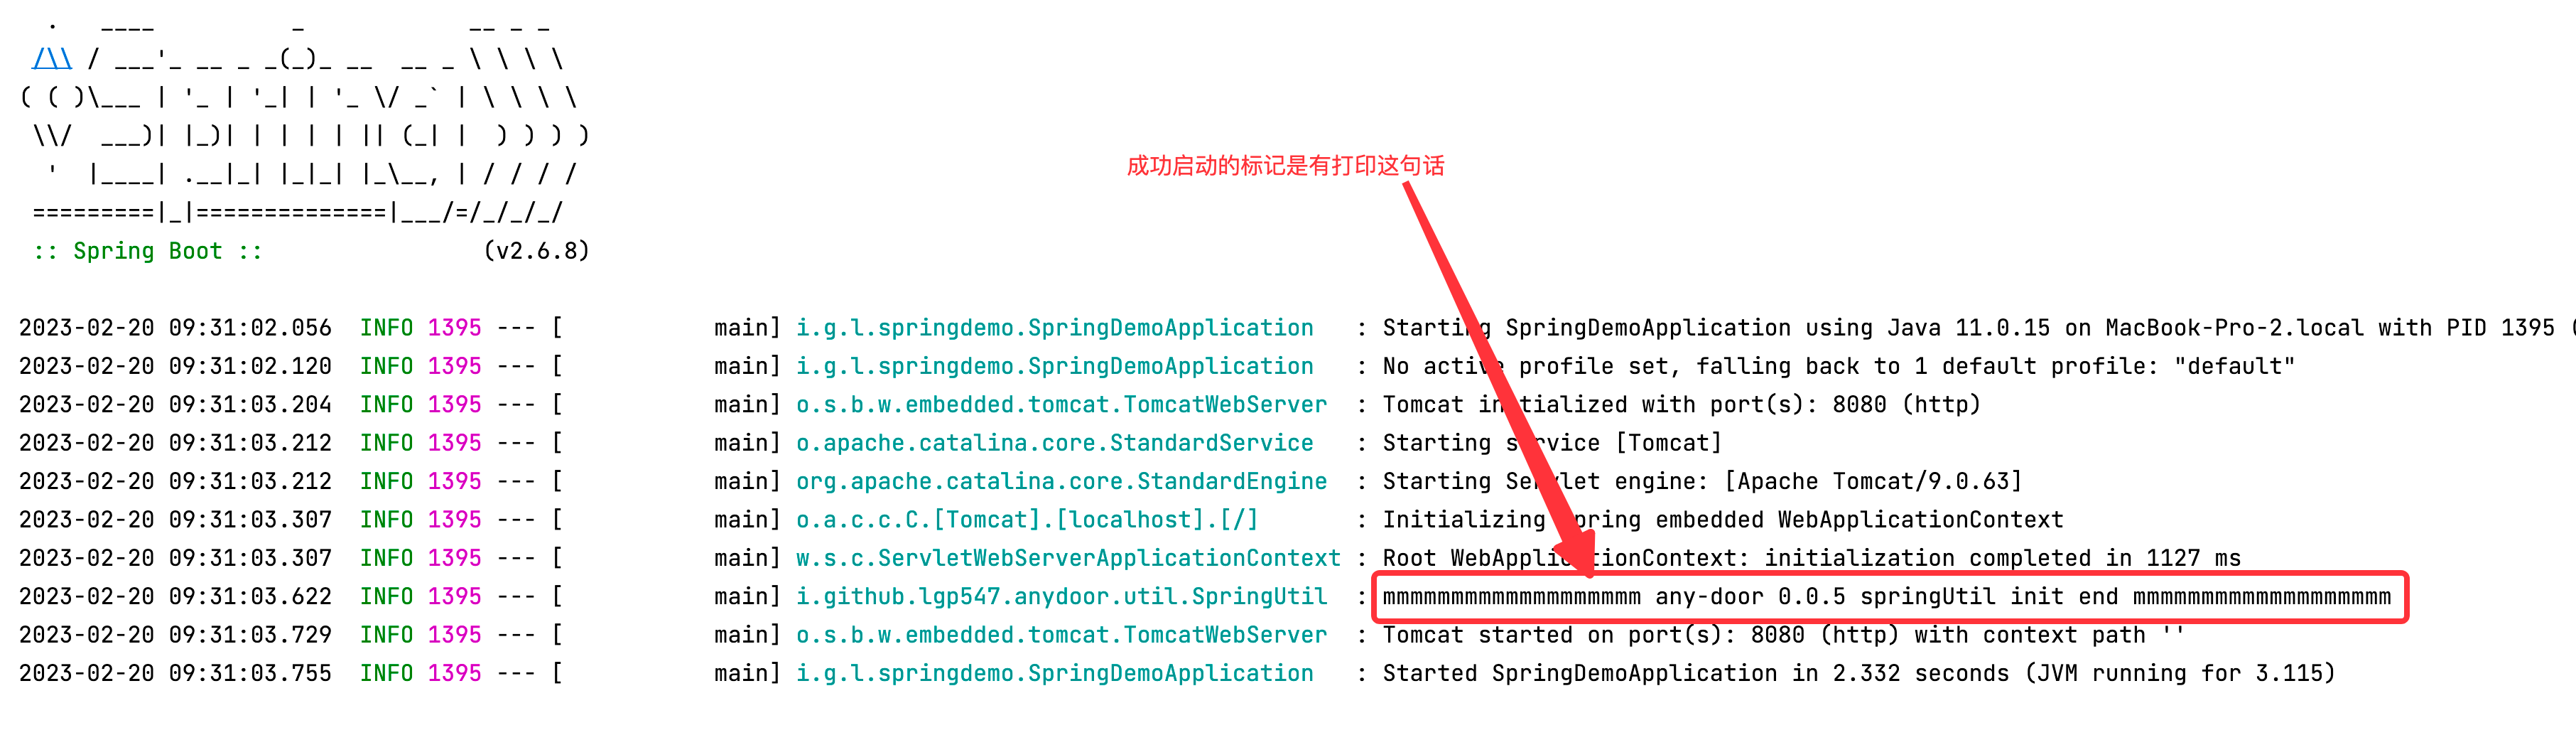 .   ____          _            __ _ _
 /\\ / ___'_ __ _ _(_)_ __  __ _ \ \ \ \
( ( )\___ | '_ | '_| | '_ \/ _` | \ \ \ \
 \\/  ___)| |_)| | | | | || (_| |  ) ) ) )
  '  |____| .__|_| |_|_| |_\__, | / / / /
 =========|_|==============|___/=/_/_/_/
 :: Spring Boot ::                (v2.6.8)
成功启动的标记是有打印这句话
2023-02-20 09:31:02.056  INFO 1395 --- [           main] i.g.l.springdemo.SpringDemoApplication   : Starting SpringDemoApplication using Java 11.0.15 on MacBook-Pro-2.local with PID 1395 (
2023-02-20 09:31:02.120  INFO 1395 --- [           main] i.g.l.springdemo.SpringDemoApplication   : No active profile set, falling back to 1 default profile: "default"
2023-02-20 09:31:03.204  INFO 1395 --- [           main] o.s.b.w.embedded.tomcat.TomcatWebServer  : Tomcat initialized with port(s): 8080 (http)
2023-02-20 09:31:03.212  INFO 1395 --- [           main] o.apache.catalina.core.StandardService   : Starting service [Tomcat]
2023-02-20 09:31:03.212  INFO 1395 --- [           main] org.apache.catalina.core.StandardEngine  : Starting Servlet engine: [Apache Tomcat/9.0.63]
2023-02-20 09:31:03.307  INFO 1395 --- [           main] o.a.c.c.C.[Tomcat].[localhost].[/]       : Initializing Spring embedded WebApplicationContext
2023-02-20 09:31:03.307  INFO 1395 --- [           main] w.s.c.ServletWebServerApplicationContext : Root WebApplicationContext: initialization completed in 1127 ms
2023-02-20 09:31:03.622  INFO 1395 --- [           main] i.github.lgp547.anydoor.util.SpringUtil  : mmmmmmmmmmmmmmmmmmm any-door 0.0.5 springUtil init end mmmmmmmmmmmmmmmmmmm
2023-02-20 09:31:03.729  INFO 1395 --- [           main] o.s.b.w.embedded.tomcat.TomcatWebServer  : Tomcat started on port(s): 8080 (http) with context path ''
2023-02-20 09:31:03.755  INFO 1395 --- [           main] i.g.l.springdemo.SpringDemoApplication   : Started SpringDemoApplication in 2.332 seconds (JVM running for 3.115)